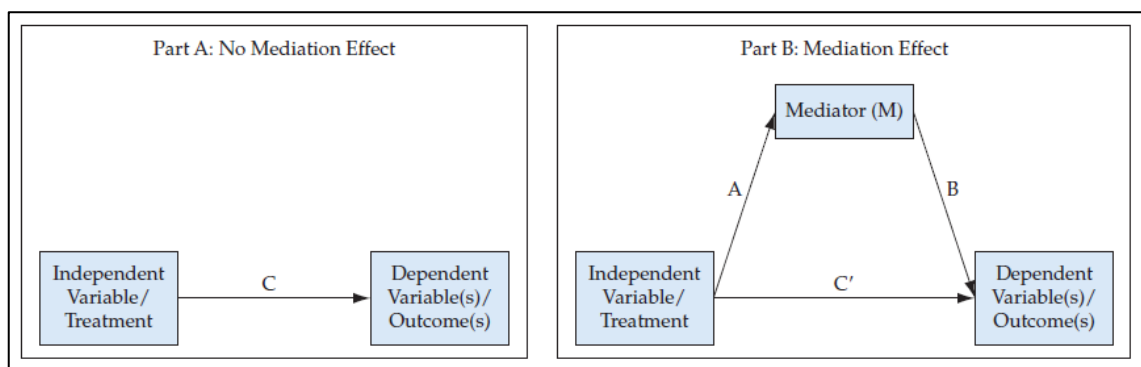 Part A: No Mediation Effect
Independent
Variable/
Treatment
C
Dependent
Variable(s)/
Outcome(s)
Part B: Mediation Effect
Mediator (M)
A
B
Independent
Variable/
Treatment
C′
Dependent
Variable(s)/
Outcome(s)